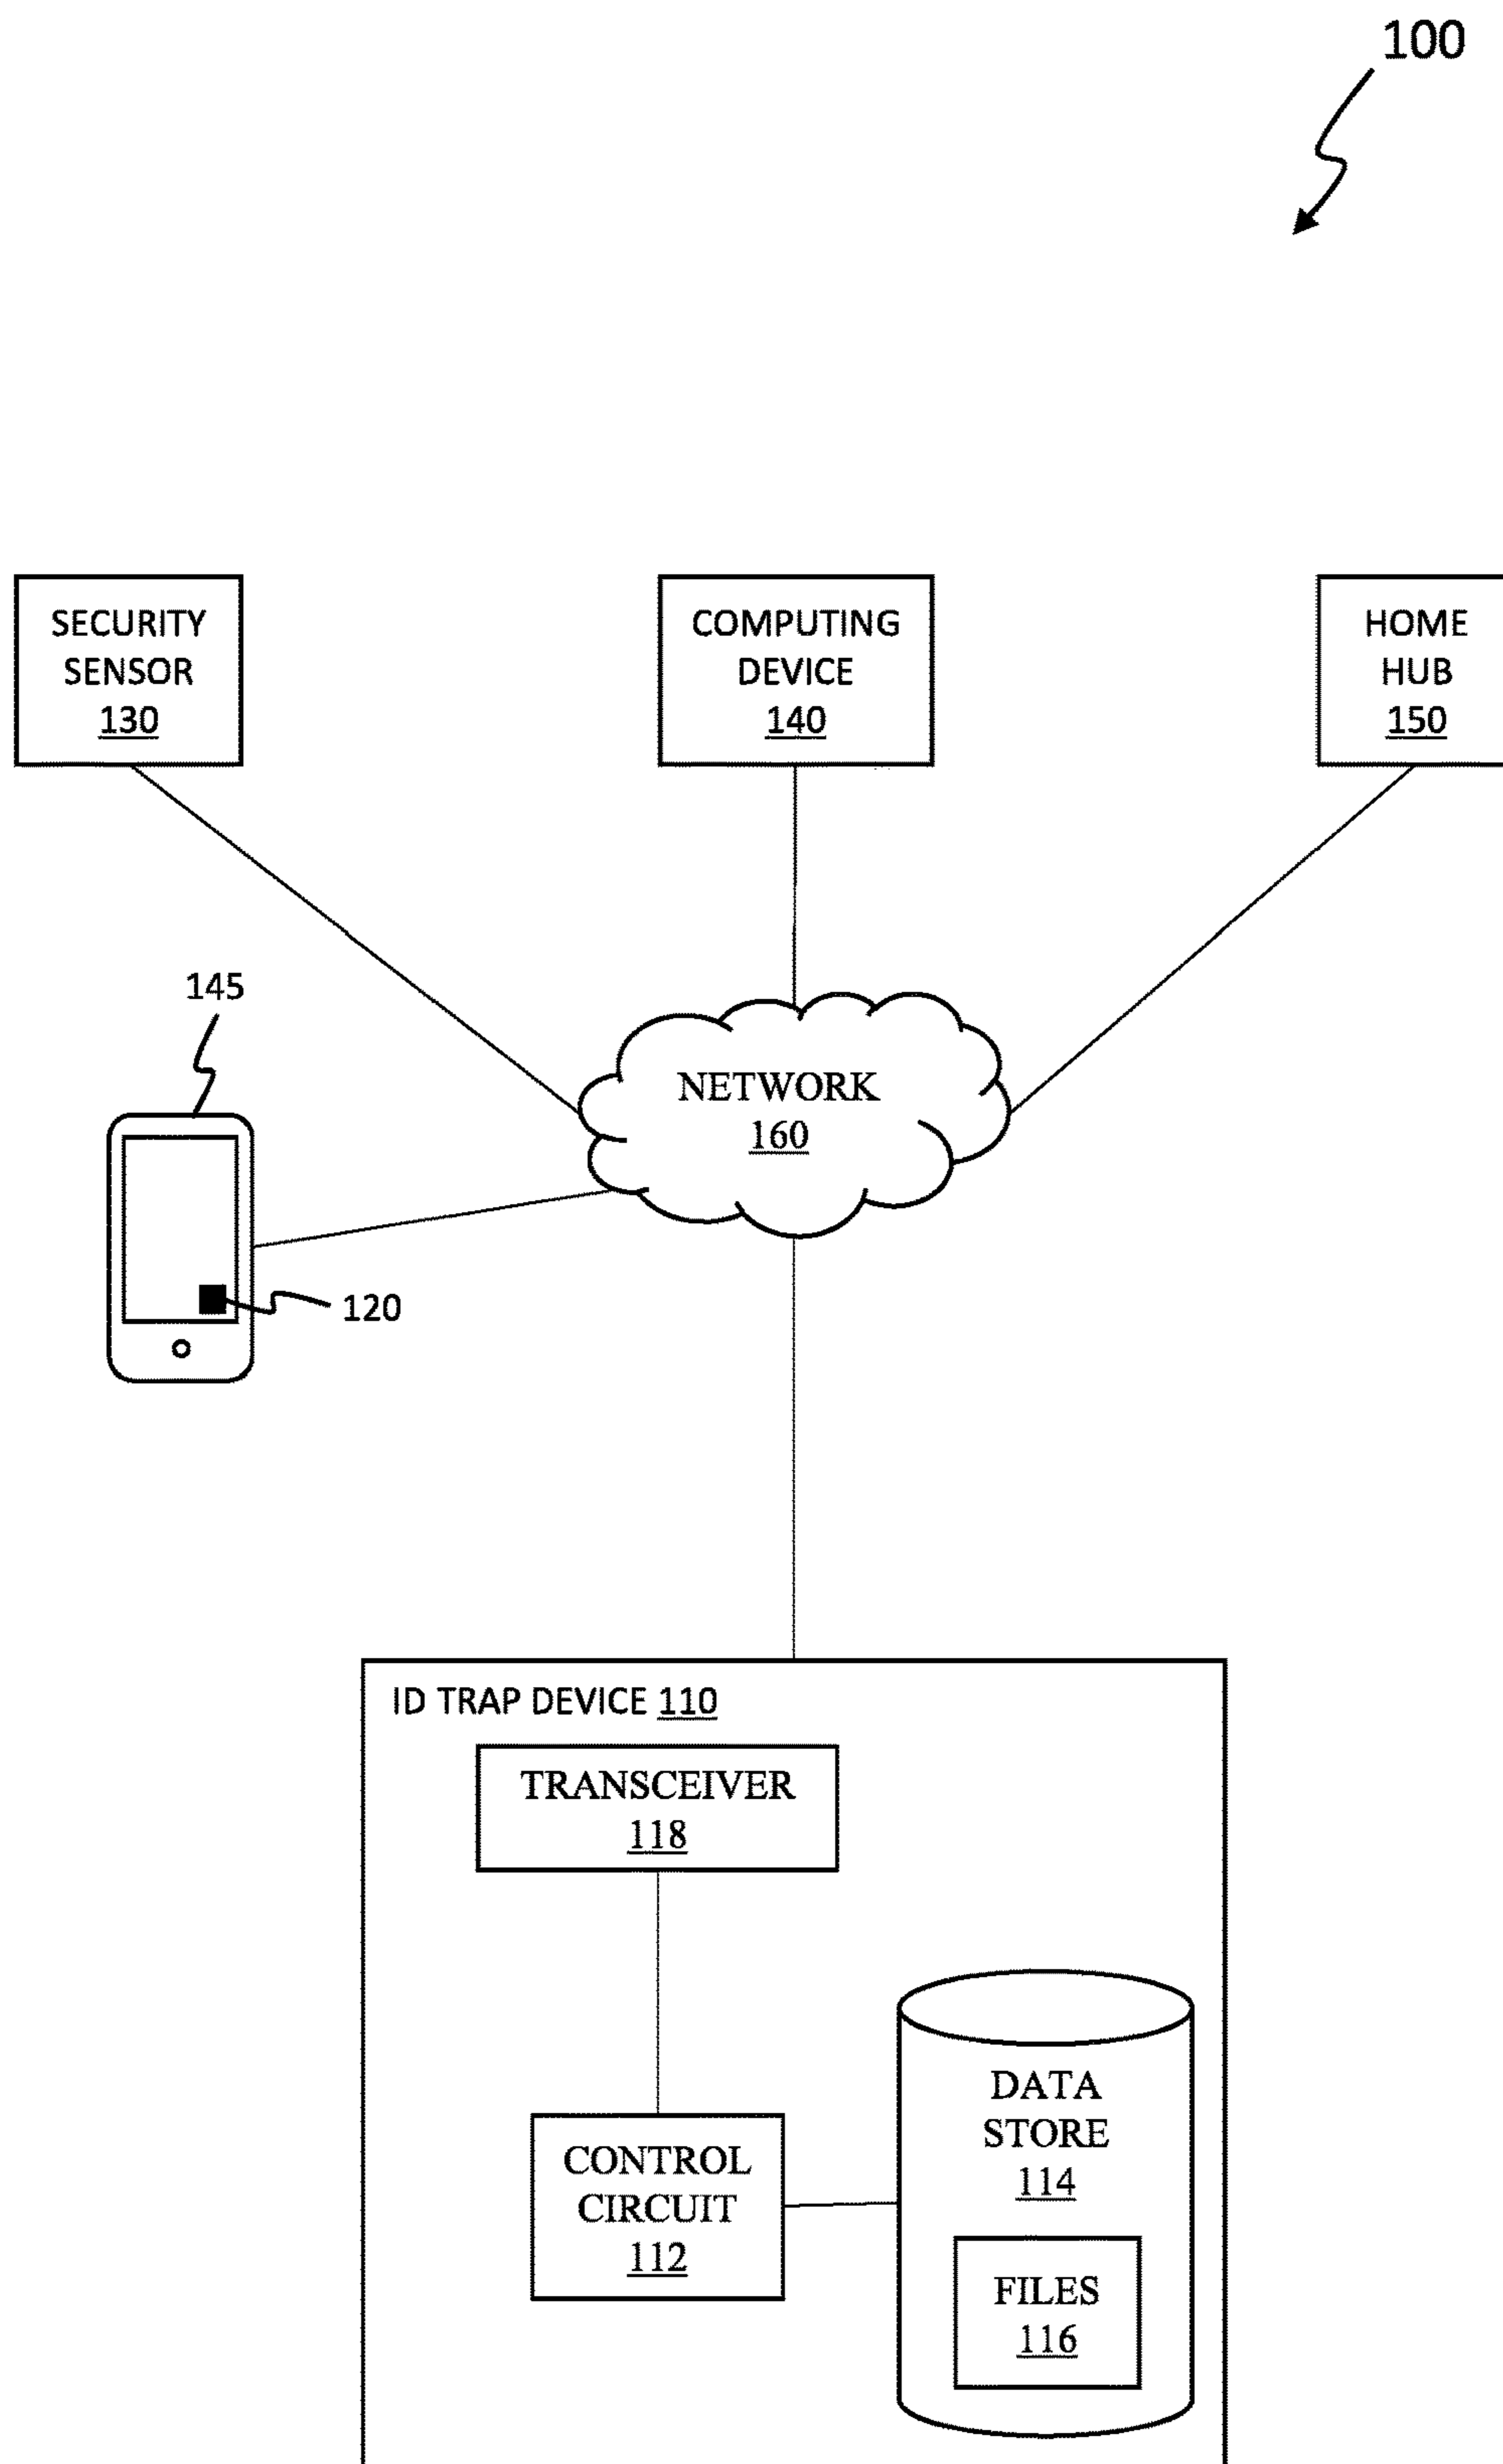 100
SECURITY
SENSOR
130
COMPUTING
DEVICE
140
HOME
HUB
150
145
NETWORK
160
120
ID TRAP DEVICE 110
TRANSCEIVER
118
DATA
STORE
114
CONTROL
CIRCUIT
112
FILES
116